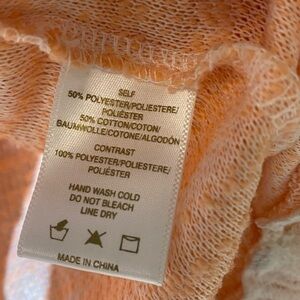 SELF
50% POLYESTER/POLIESTERE/
POLIÉSTER
50% COTTON/COTON/
BAUMWOLLE/COTONE/ALGODÓN
CONTRAST
100% POLYESTER/POLIESTERE/
POLIÉSTER
HAND WASH COLD
DO NOT BLEACH
LINE DRY
MADE IN CHINA